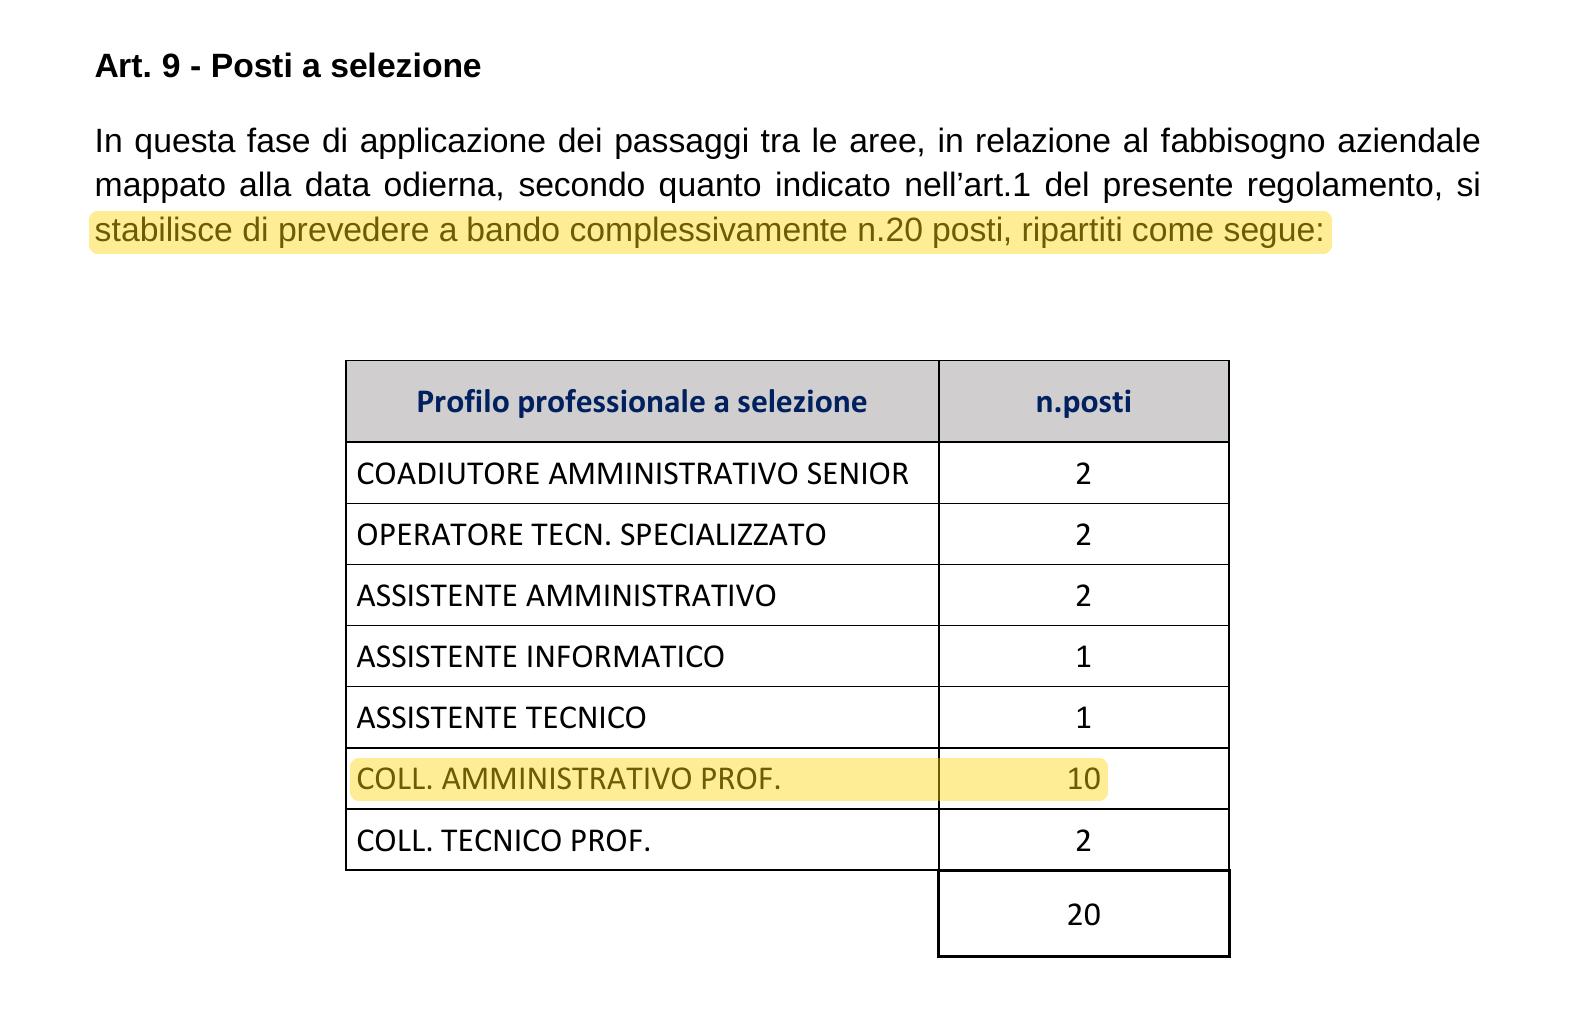 Art. 9 - Posti a selezione
In questa fase di applicazione dei passaggi tra le aree, in relazione al fabbisogno aziendale
mappato alla data odierna, secondo quanto indicato nell’art.1 del presente regolamento, si
stabilisce di prevedere a bando complessivamente n.20 posti, ripartiti come segue:
Profilo professionale a selezione n.posti
COADIUTORE AMMINISTRATIVO SENIOR 2
OPERATORE TECN. SPECIALIZZATO 2
ASSISTENTE AMMINISTRATIVO 2
ASSISTENTE INFORMATICO 1
ASSISTENTE TECNICO 1
COLL. AMMINISTRATIVO PROF. 10
COLL. TECNICO PROF. 2
20